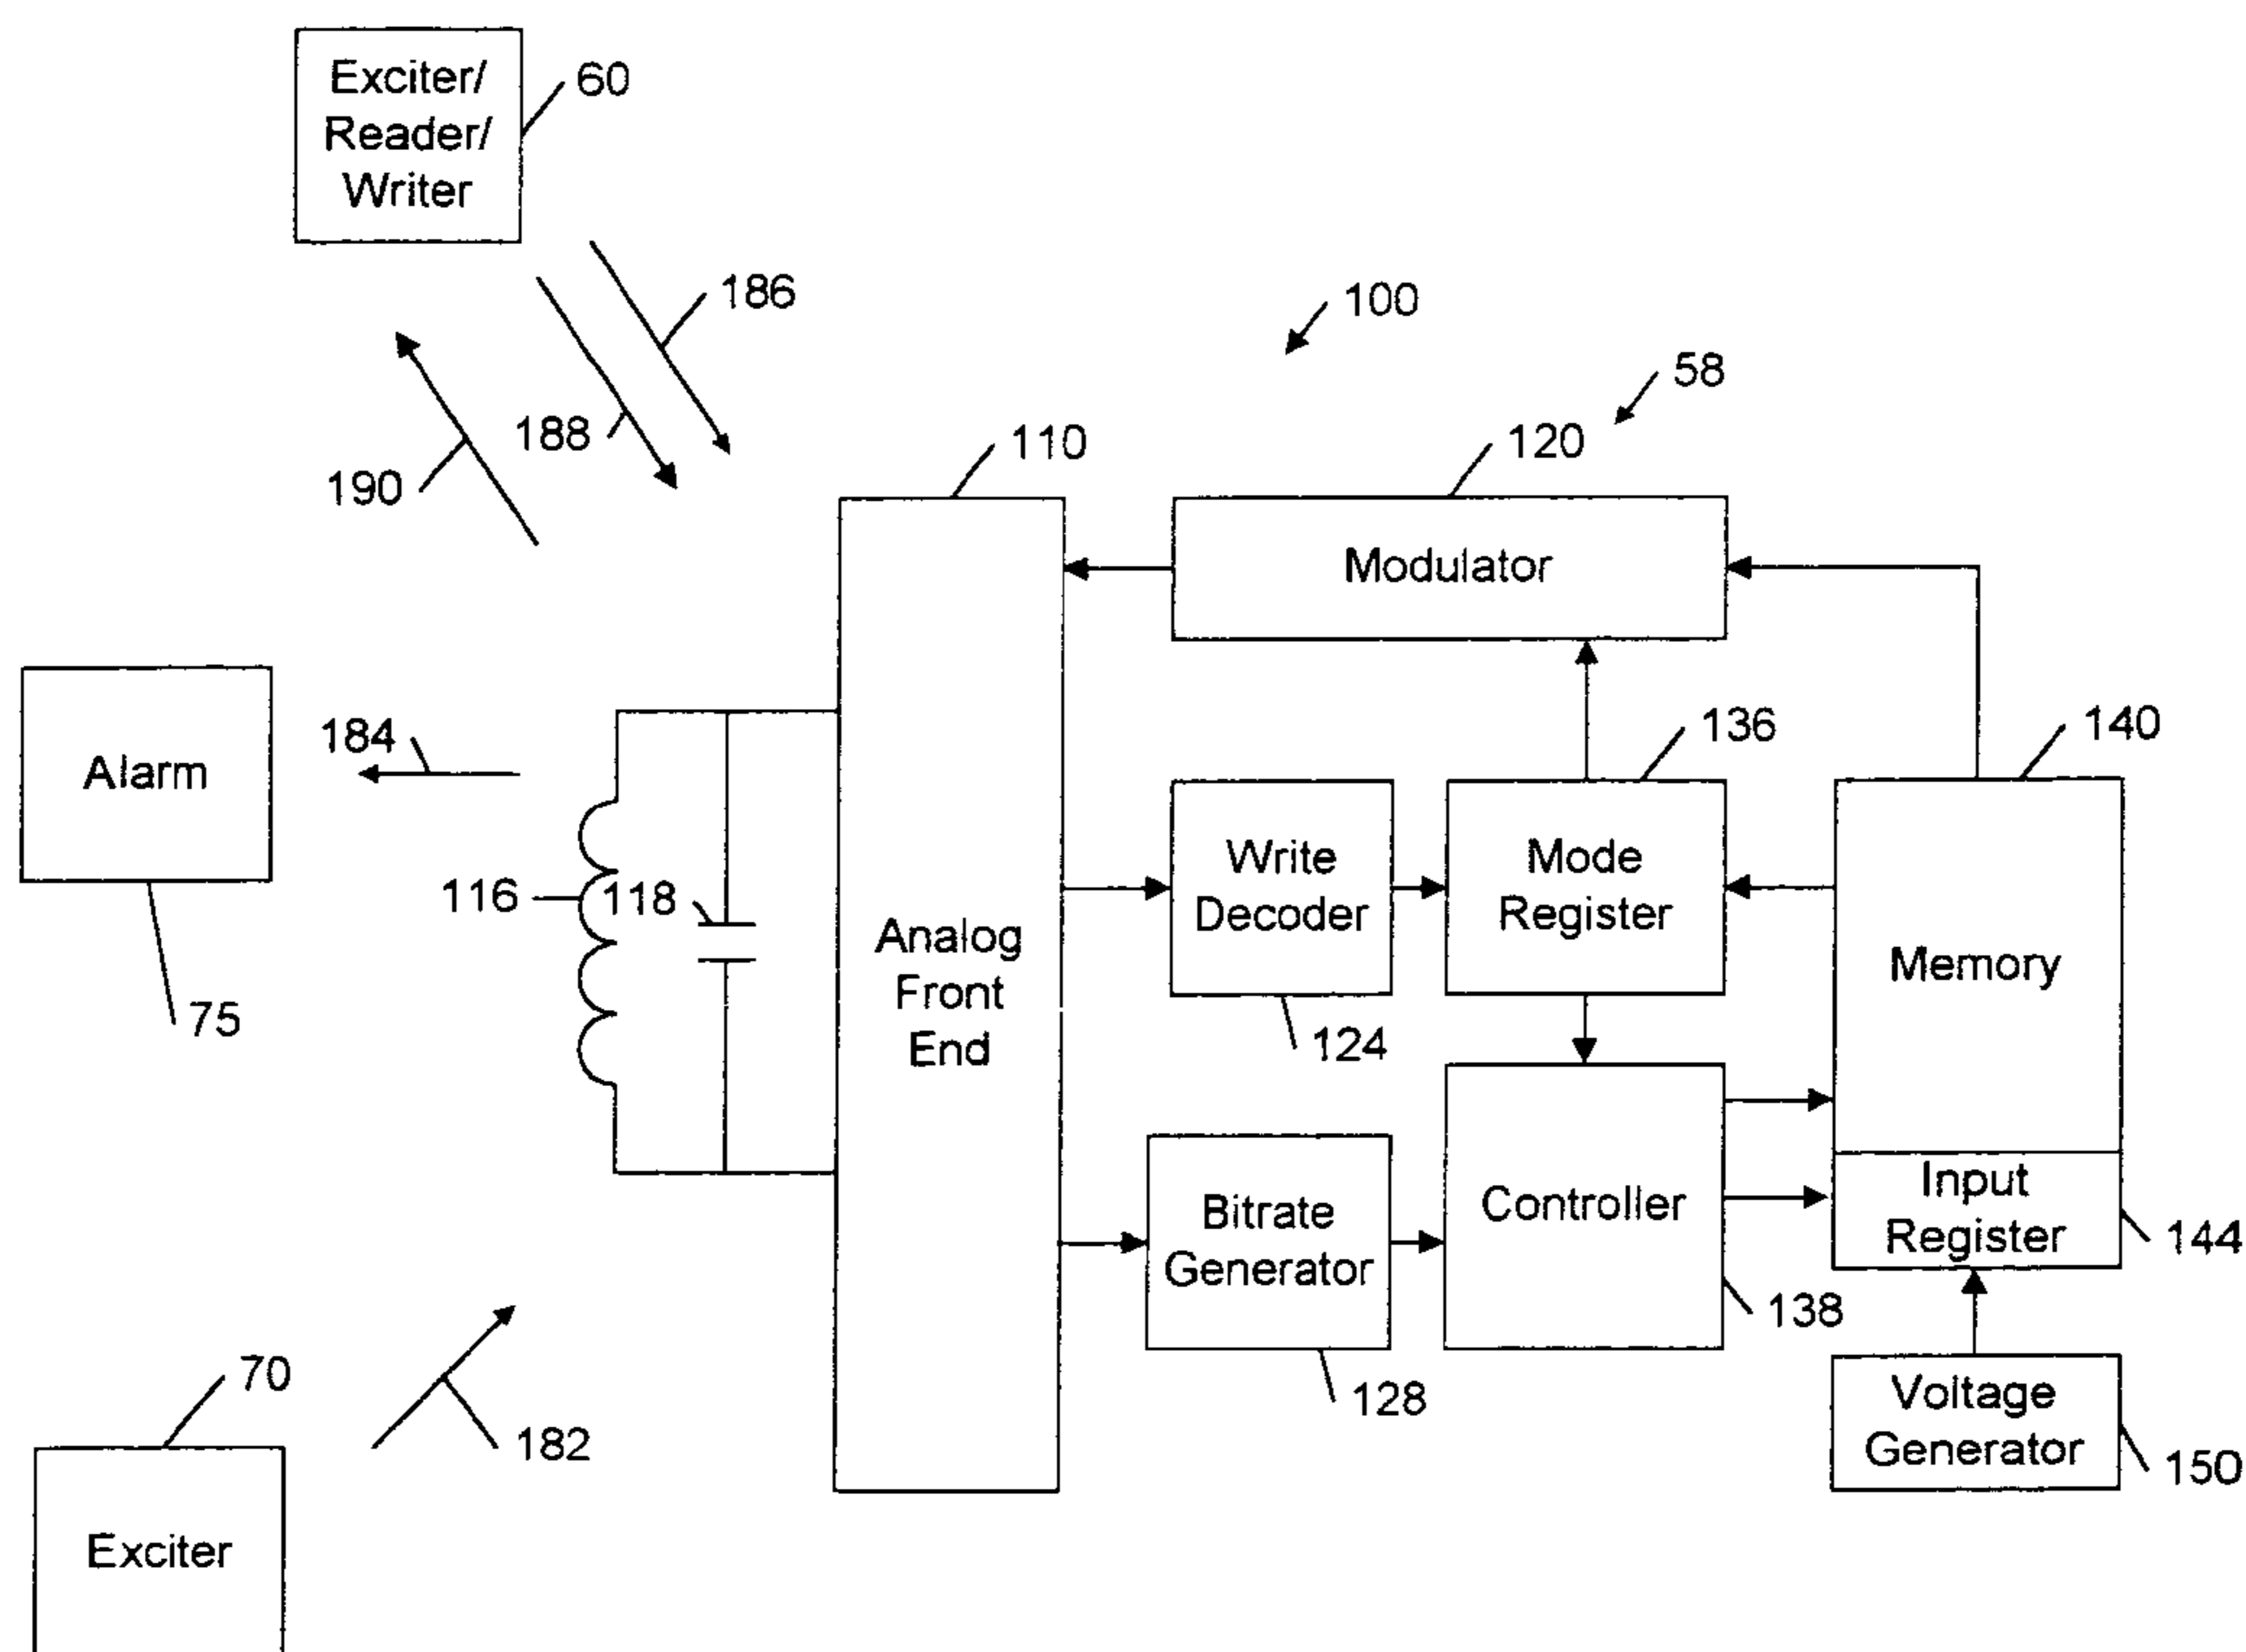 Exciter/
Reader/
Writer
60
186
188
190
100
58
110
120
Modulator
Alarm
184
75
116
118
Analog
Front
End
Write
Decoder
124
Mode
Register
136
140
Memory
Input
Register
144
Bitrate
Generator
128
Controller
138
Voltage
Generator
150
70
182
Exciter